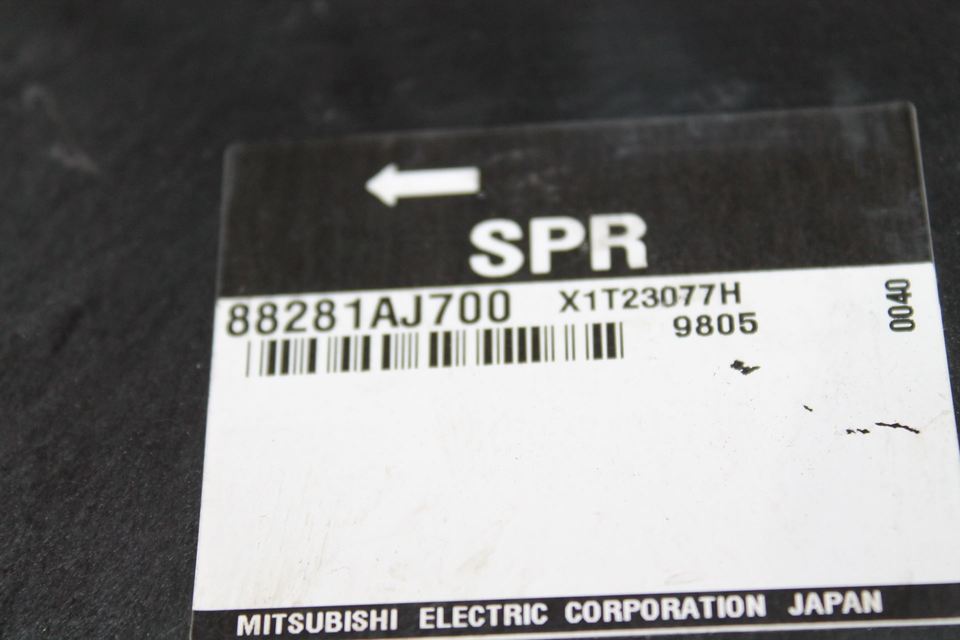 SPR
88281AJ700 X1T23077H
9805
0040
MITSUBISHI ELECTRIC CORPORATION JAPAN